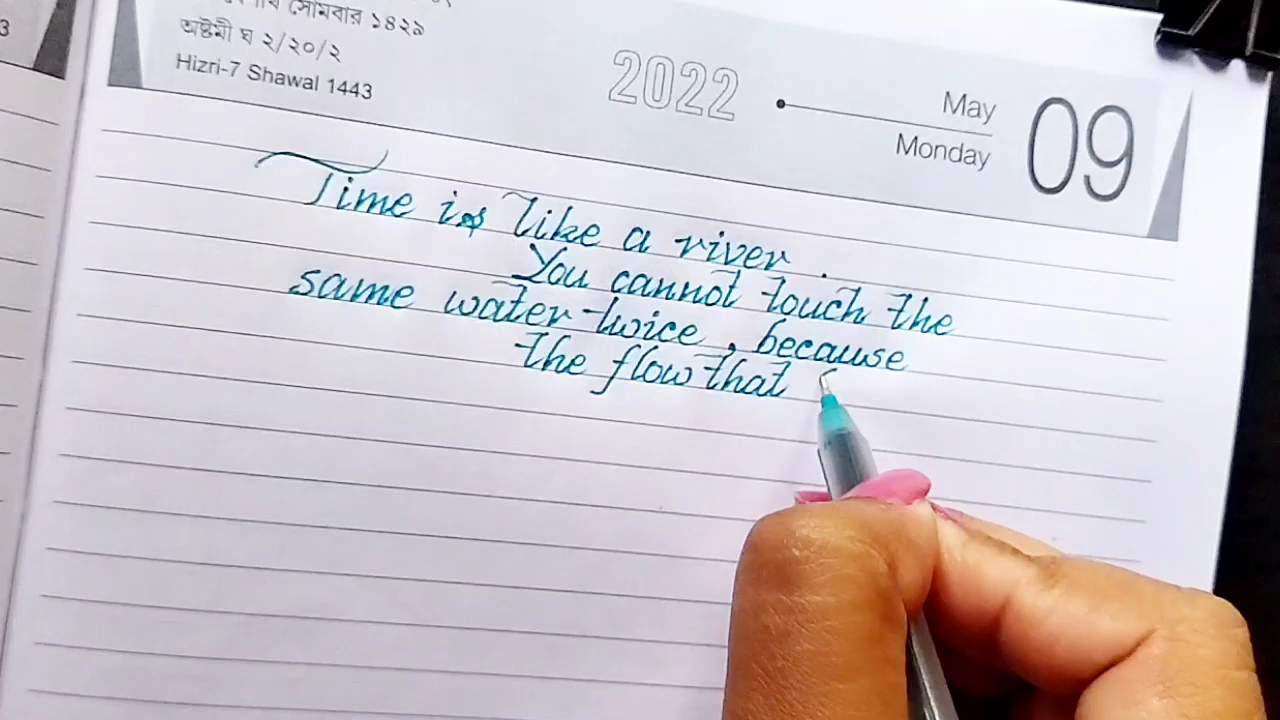 3
সোমবার ১৪২৯
অষ্টমী ঘ ২/২০/২
Hizri-7 Shawal 1443
2022
May
Monday
09
Time is like a river .
You cannot touch the
same water twice, because
the flow that